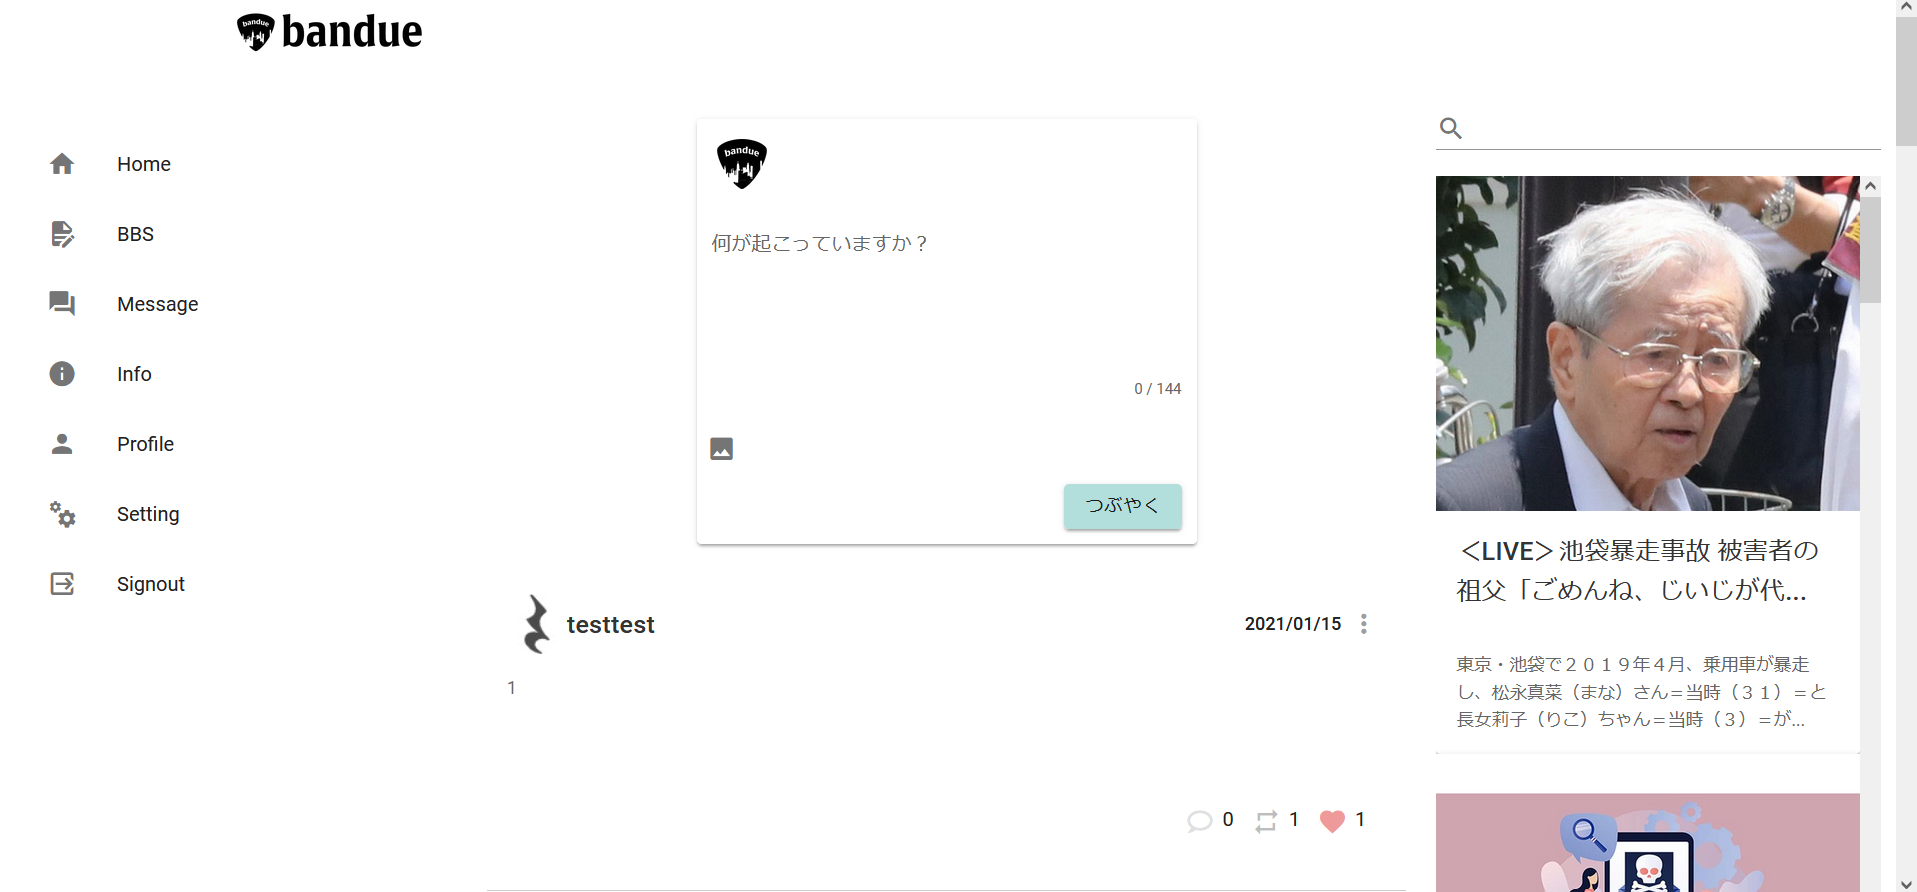 bandue
bandue
Home
BBS
Message
Info
Profile
Setting
Signout
bandue
何が起こっていますか？
0 / 144
つぶやく
testtest
2021/01/15
1
0
1
1
＜LIVE＞池袋暴走事故 被害者の
祖父「ごめんね、じいじが代...
東京・池袋で２０１９年４月、乗用車が暴走
し、松永真菜（まな）さん＝当時（３１）＝と
長女莉子（りこ）ちゃん＝当時（３）＝が...